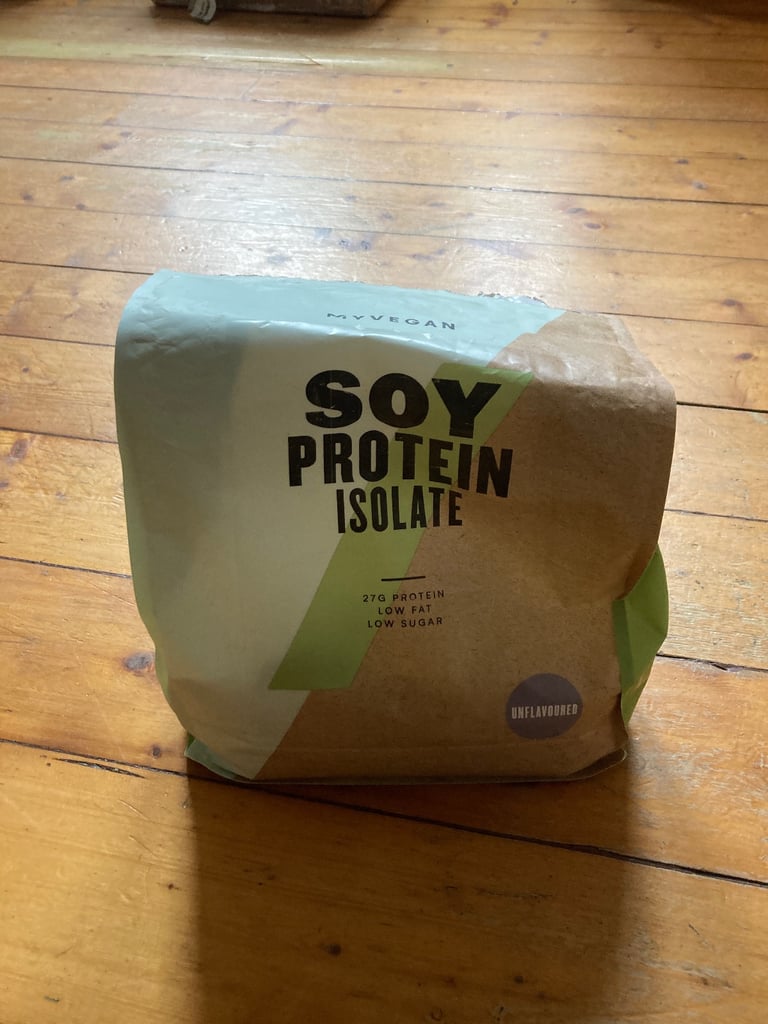 MYVEGAN
SOY
PROTEIN
ISOLATE
27G PROTEIN
LOW FAT
LOW SUGAR
UNFLAVOURED